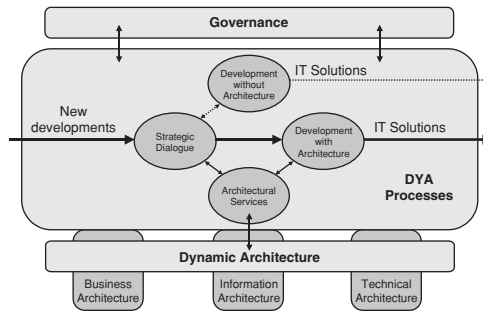 Governance
Development
without
Architecture
IT Solutions
New
developments
Strategic
Dialogue
Development
with
Architecture
IT Solutions
Architectural
Services
DYA
Processes
Dynamic Architecture
Business
Architecture
Information
Architecture
Technical
Architecture